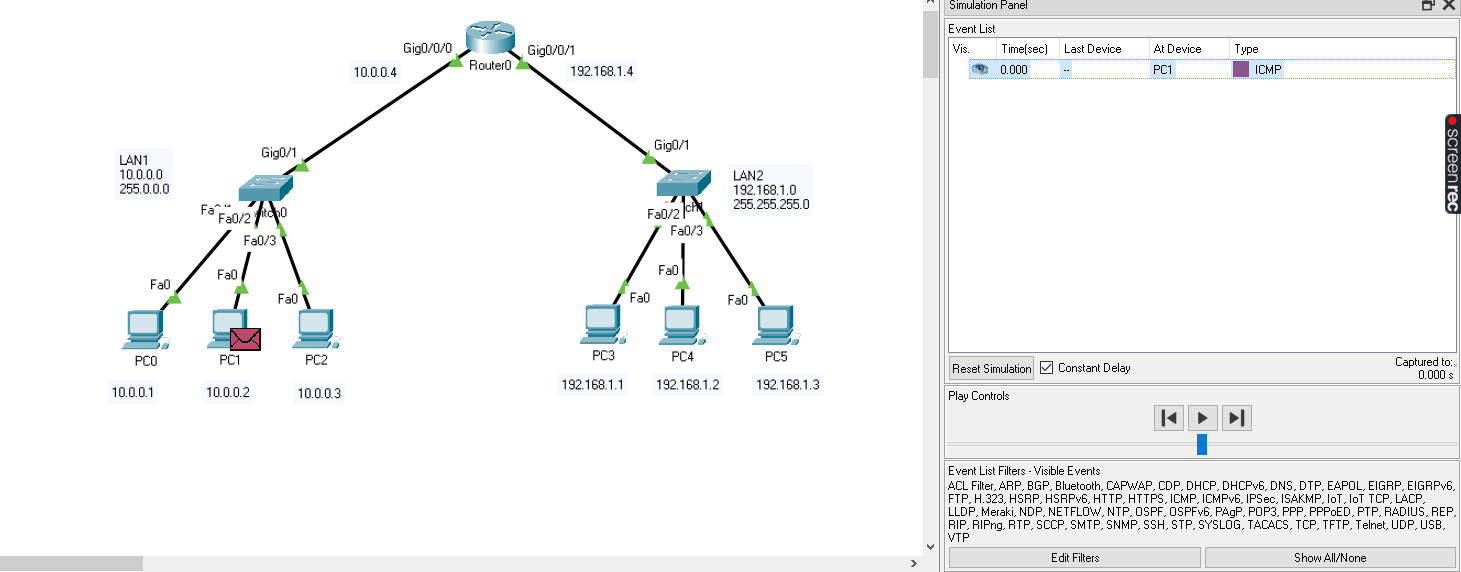 Simulation Panel
Event List
Vis. Time(sec) Last Device At Device Type
0.000 -- PC1 ICMP
Gig0/0/0
Gig0/0/1
Router0
10.0.0.4
192.168.1.4
Gig0/1
Gig0/1
LAN1
10.0.0.0
255.0.0.0
LAN2
192.168.1.0
255.255.255.0
Fa0/2
Fa0/3
Fa0/2
Fa0/3
Fa0
Fa0
Fa0
Fa0
Fa0
Fa0
PC0
PC1
PC2
PC3
PC4
PC5
10.0.0.1
10.0.0.2
10.0.0.3
192.168.1.1
192.168.1.2
192.168.1.3
screenrec
Reset Simulation
Constant Delay
Captured to:
0.000 s
Play Controls
Event List Filters - Visible Events
ACL Filter, ARP, BGP, Bluetooth, CAPWAP, CDP, DHCP, DHCPv6, DNS, DTP, EAPOL, EIGRP, EIGRPv6,
FTP, H.323, HSRP, HSRPv6, HTTP, HTTPS, ICMP, ICMPv6, IPSec, ISAKMP, IoT, IoT TCP, LACP,
LLDP, Meraki, NDP, NETFLOW, NTP, OSPF, OSPFv6, PAgP, POP3, PPP, PPPoED, PTP, RADIUS, REP,
RIP, RIPng, RTP, SCCP, SMTP, SNMP, SSH, STP, SYSLOG, TACACS, TCP, TFTP, Telnet, UDP, USB,
VTP
Edit Filters
Show All/None